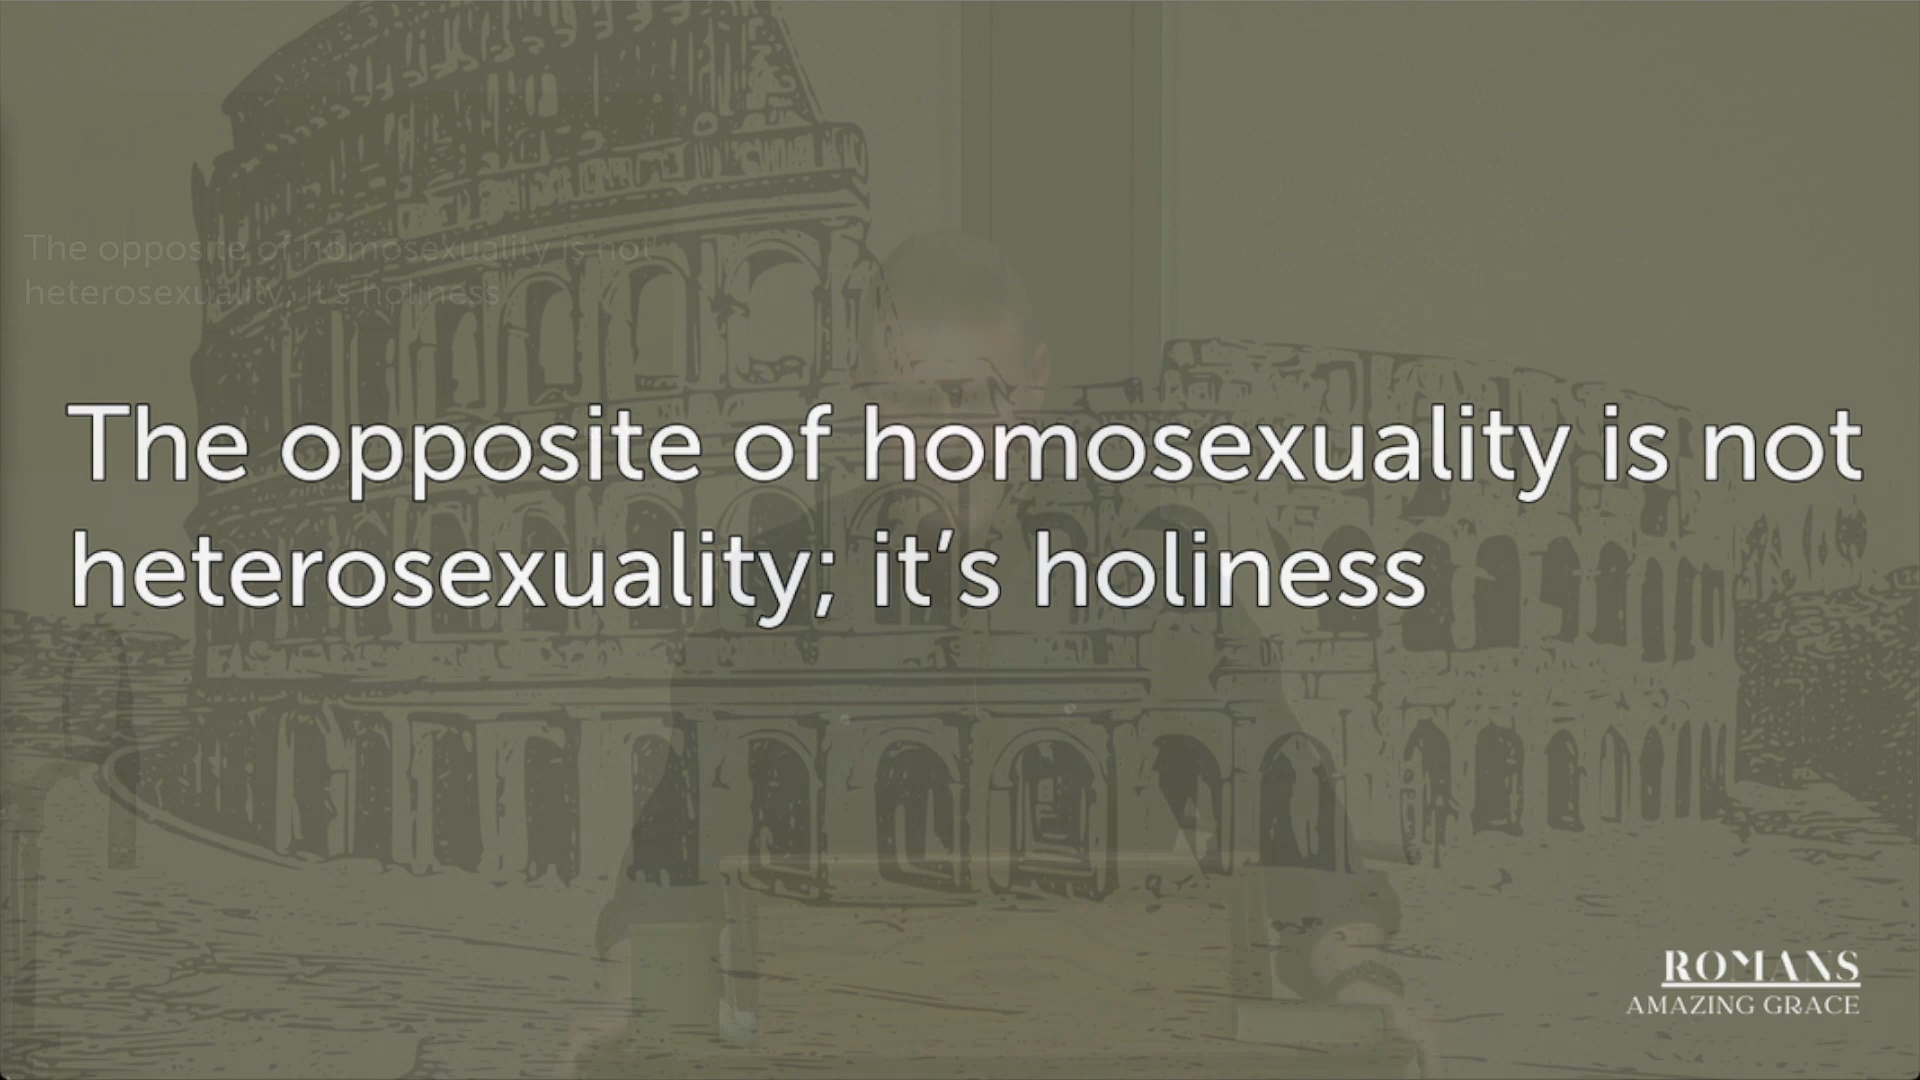 The opposite of homosexuality is not
heterosexuality; it's holiness
The opposite of homosexuality is not
heterosexuality; it’s holiness
ROMANS
AMAZING GRACE